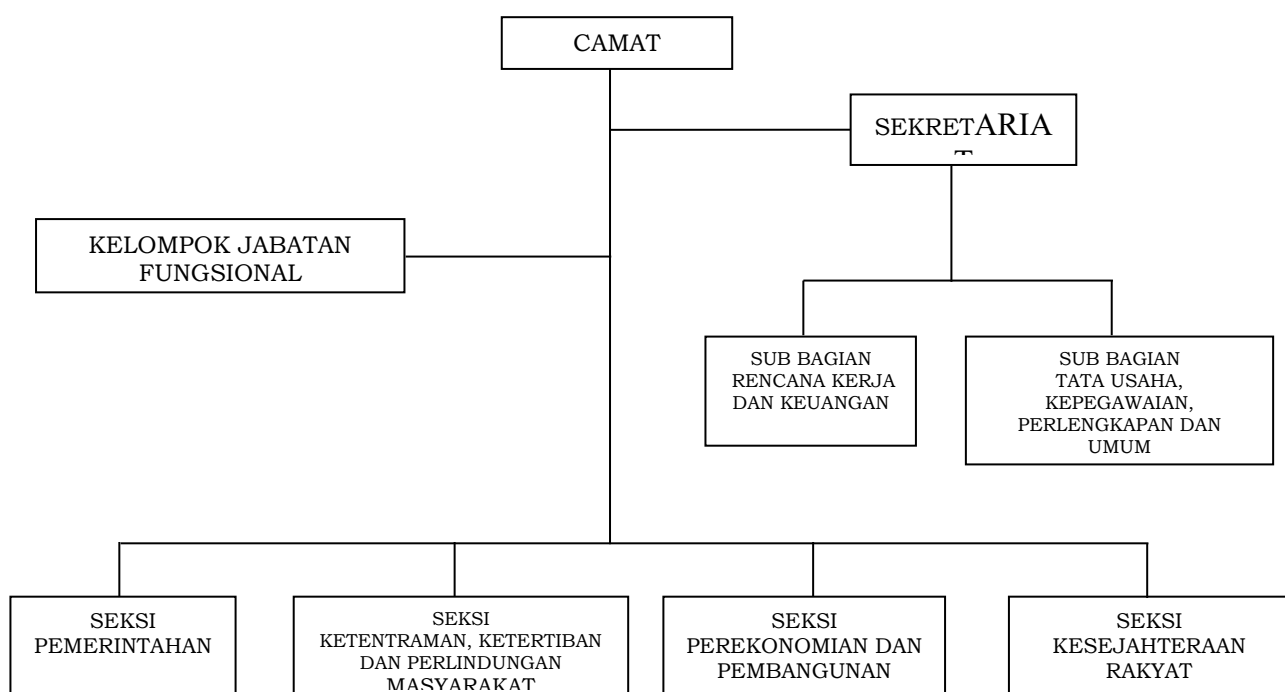 CAMAT
SEKRETARIA
T
KELOMPOK JABATAN
FUNGSIONAL
SUB BAGIAN
RENCANA KERJA
DAN KEUANGAN
SUB BAGIAN
TATA USAHA,
KEPEGAWAIAN,
PERLENGKAPAN DAN
UMUM
SEKSI
PEMERINTAHAN
SEKSI
KETENTRAMAN, KETERTIBAN
DAN PERLINDUNGAN
MASYARAKAT
SEKSI
PEREKONOMIAN DAN
PEMBANGUNAN
SEKSI
KESEJAHTERAAN
RAKYAT